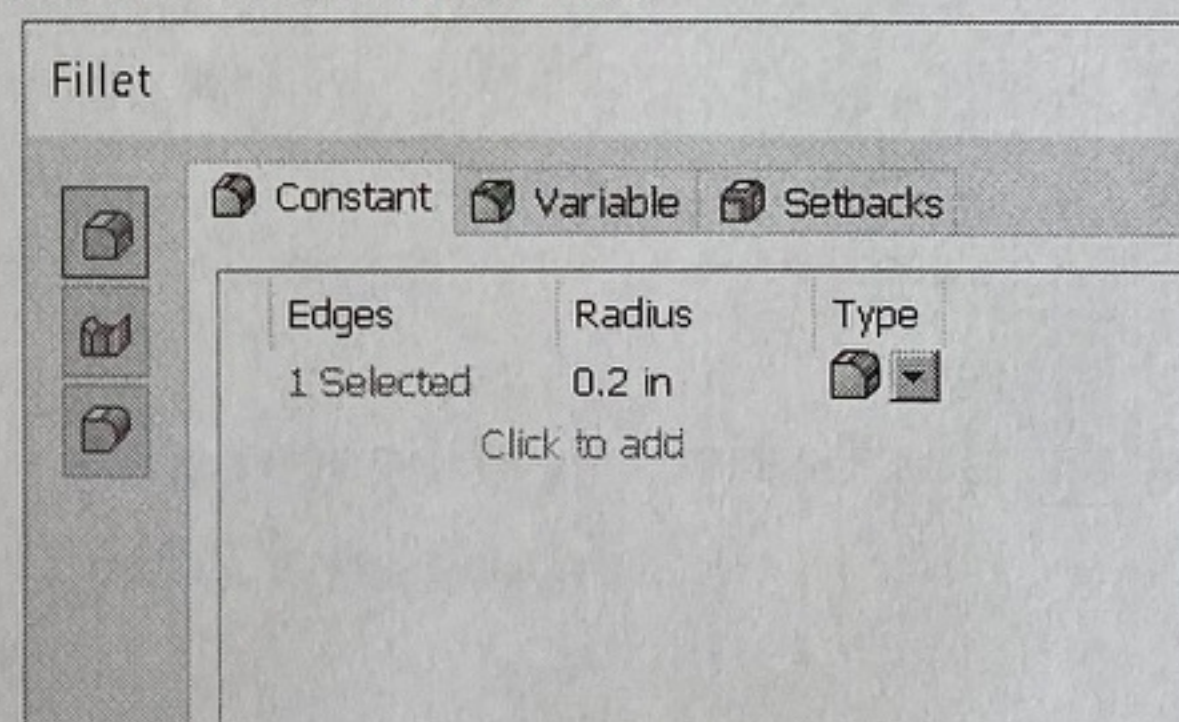 Fillet
Constant Variable Setbacks
Edges Radius Type
1 Selected 0.2 in
Click to add